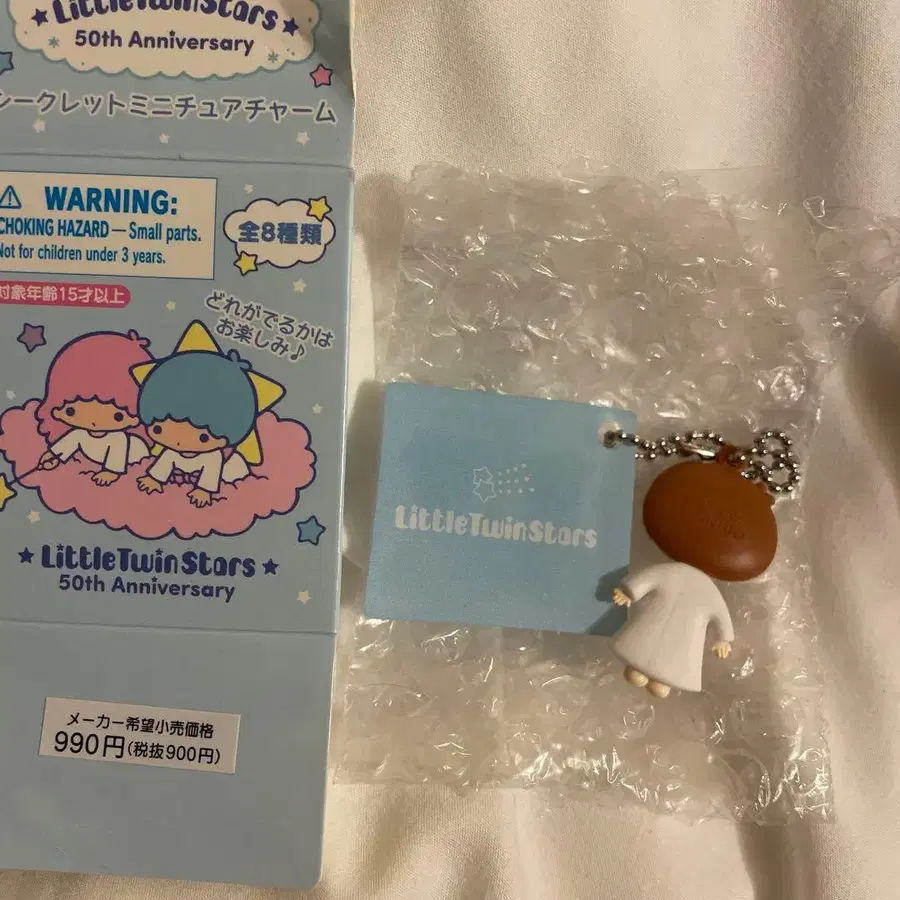 ★LittleTwinStars★
50th Anniversary
シークレットミニチュアチャーム
⚠ WARNING:
CHOKING HAZARD — Small parts.
Not for children under 3 years.
全8種類
対象年齢15才以上
どれがでるかは
お楽しみ♪
★LittleTwinStars★
50th Anniversary
メーカー希望小売価格
990円(税抜900円)
LittleTwinStars